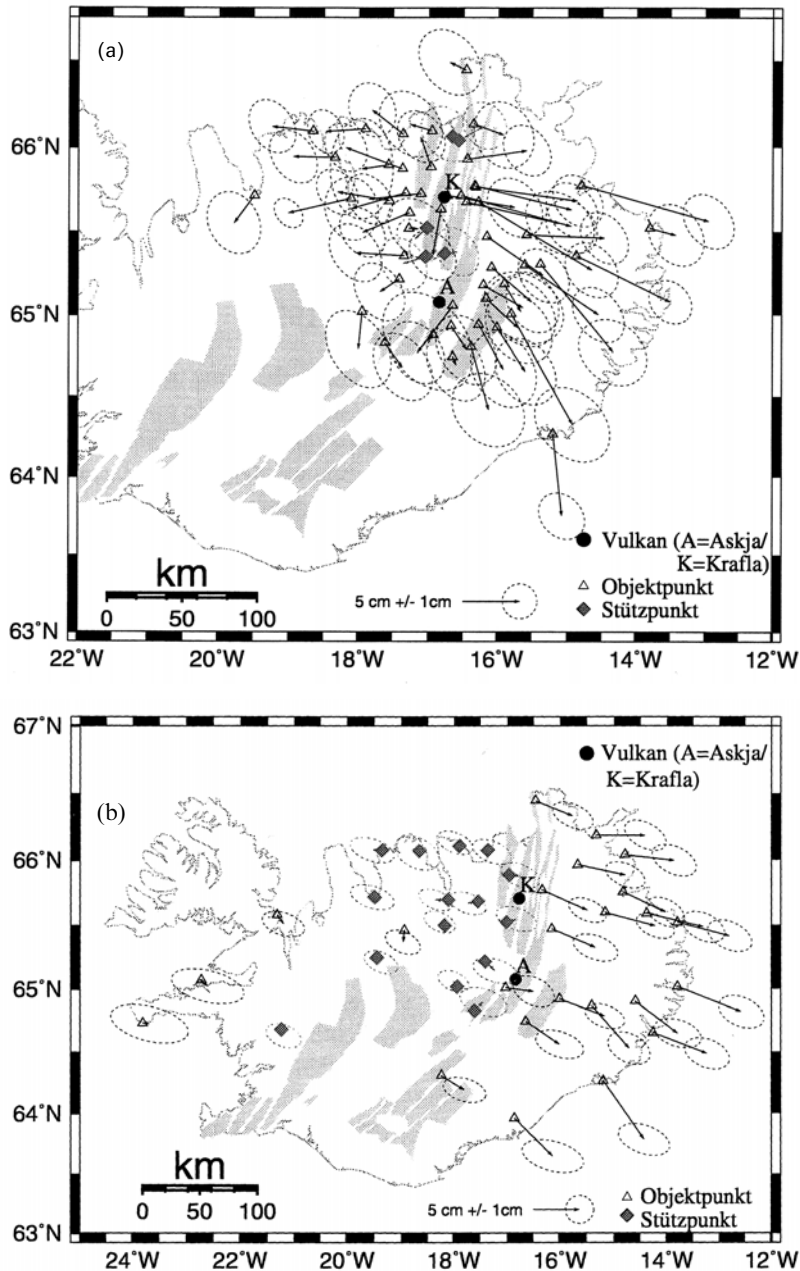 (a)
66°N
65°N
64°N
63°N
K
A
Vulkan (A=Askja/
K=Krafla)
Objektpunkt
Stützpunkt
km
0 50 100
5 cm +/- 1cm
22°W 20°W 18°W 16°W 14°W 12°W
67°N
66°N
65°N
64°N
63°N
(b)
Vulkan (A=Askja/
K=Krafla)
K
A
km
0 50 100
5 cm +/- 1cm
Objektpunkt
Stützpunkt
24°W 22°W 20°W 18°W 16°W 14°W 12°W